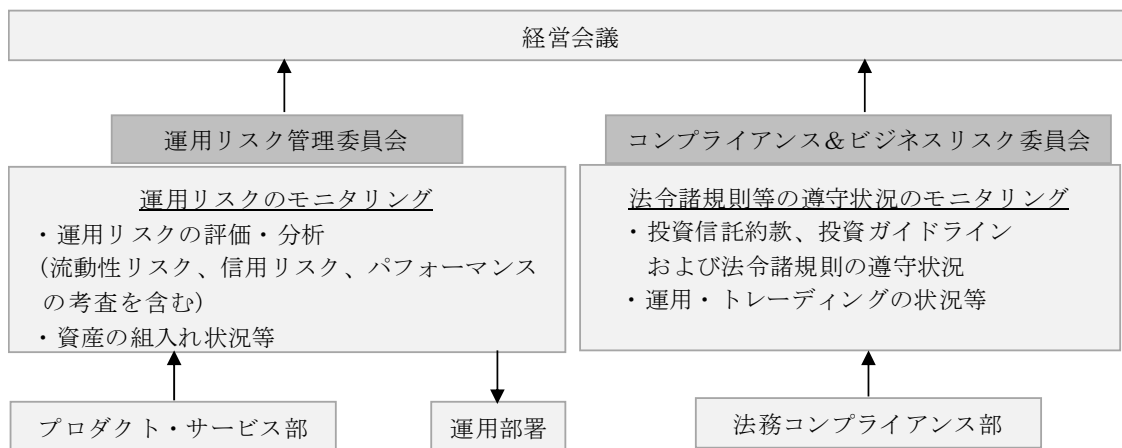 経営会議
運用リスク管理委員会
運用リスクのモニタリング
・運用リスクの評価・分析
(流動性リスク、信用リスク、パフォーマンス
の考査を含む)
・資産の組入れ状況等
コンプライアンス＆ビジネスリスク委員会
法令諸規則等の遵守状況のモニタリング
・投資信託約款、投資ガイドライン
および法令諸規則の遵守状況
・運用・トレーディングの状況等
プロダクト・サービス部
運用部署
法務コンプライアンス部